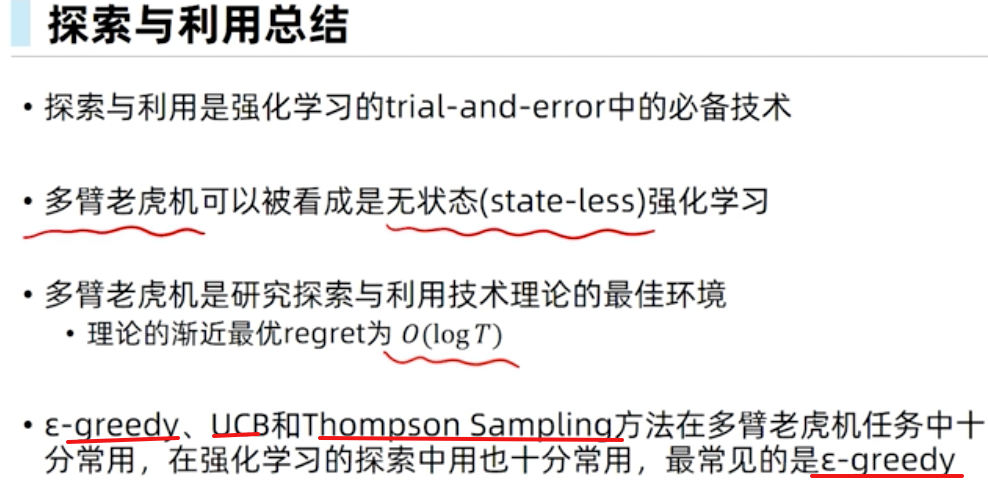 探索与利用总结
• 探索与利用是强化学习的trial-and-error中的必备技术
• 多臂老虎机可以被看成是无状态(state-less)强化学习
• 多臂老虎机是研究探索与利用技术理论的最佳环境
• 理论的渐近最优regret为 O(log T)
• ε-greedy、UCB和Thompson Sampling方法在多臂老虎机任务中十
分常用，在强化学习的探索中用也十分常用，最常见的是ε-greedy